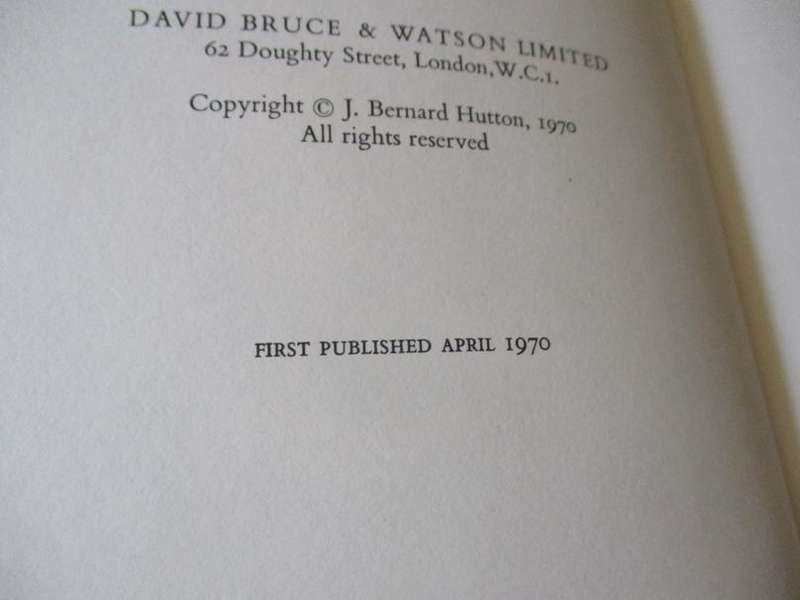 DAVID BRUCE & WATSON LIMITED
62 Doughty Street, London, W.C.1.
Copyright © J. Bernard Hutton, 1970
All rights reserved
FIRST PUBLISHED APRIL 1970